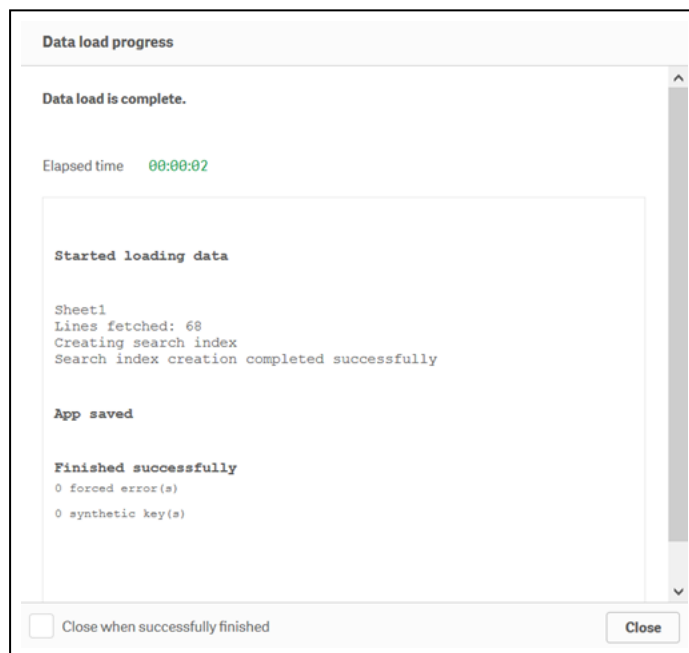 Data load progress
Data load is complete.
Elapsed time 00:00:02
Started loading data
Sheet1
Lines fetched: 68
Creating search index
Search index creation completed successfully
App saved
Finished successfully
0 forced error(s)
0 synthetic key(s)
Close when successfully finished
Close